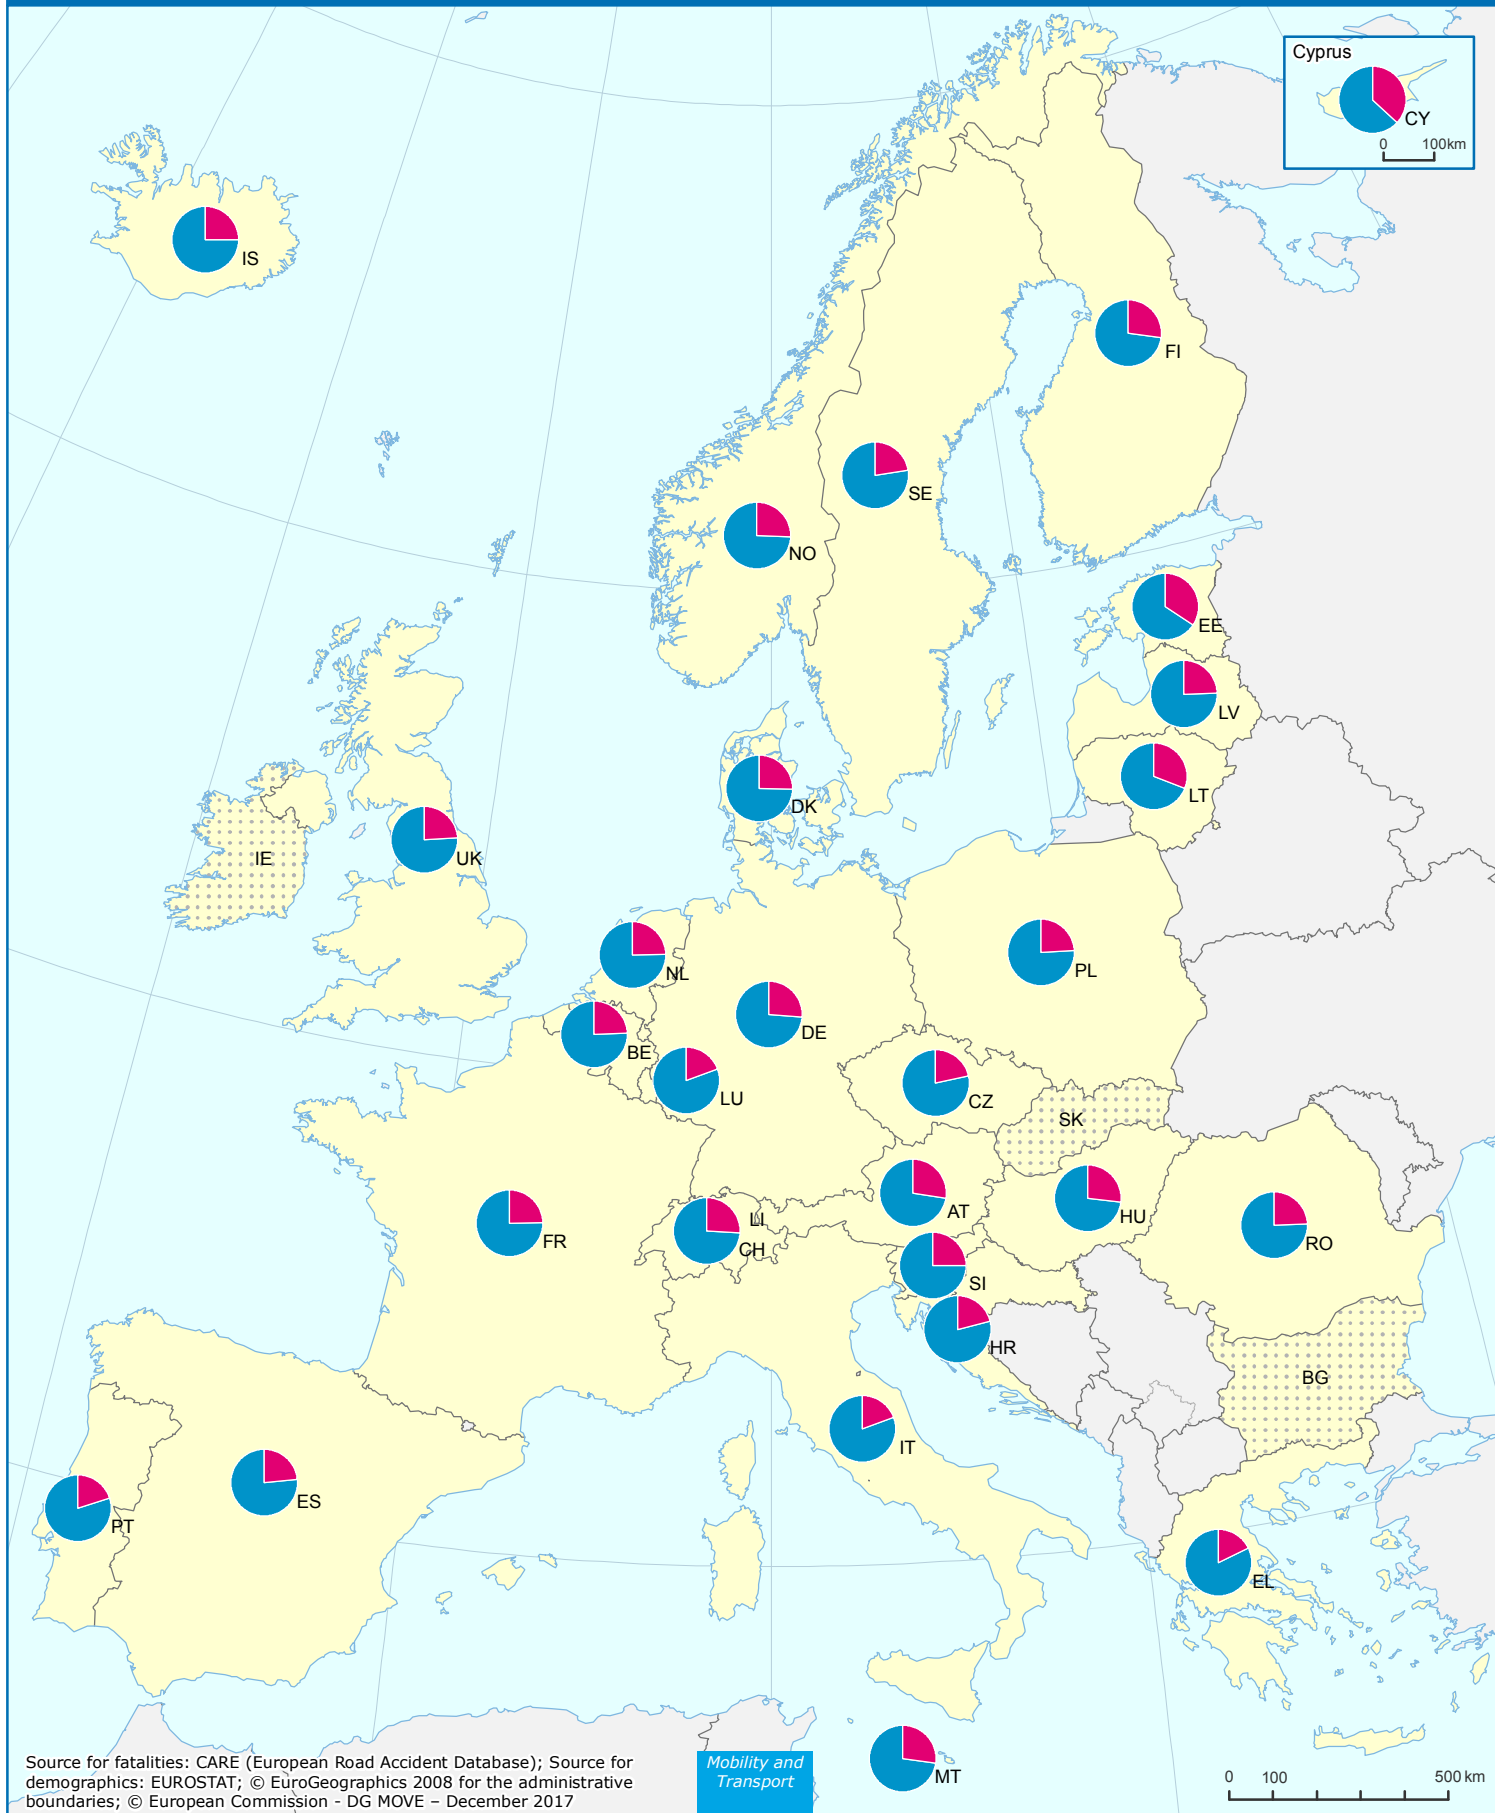 Cyprus
CY
0 100km
IS
FI
SE
NO
EE
LV
LT
DK
IE
UK
NL
PL
DE
BE
LU
CZ
SK
AT
HU
LI
CH
FR
RO
SI
HR
BG
IT
ES
PT
EL
MT
Source for fatalities: CARE (European Road Accident Database); Source for
demographics: EUROSTAT; © EuroGeographics 2008 for the administrative
boundaries; © European Commission - DG MOVE – December 2017
Mobility and
Transport
0 100 500 km